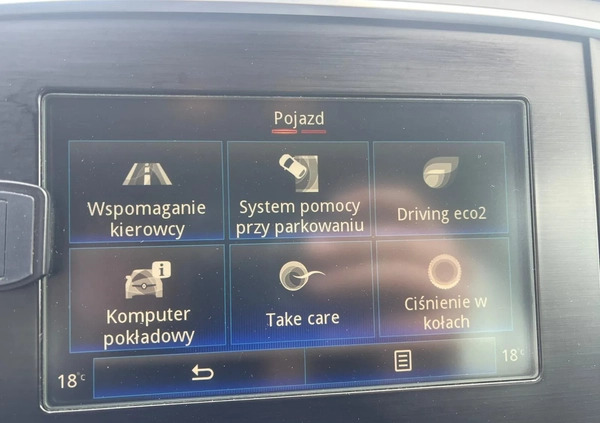 Pojazd
Wspomaganie
kierowcy
System pomocy
przy parkowaniu
Driving eco2
Komputer
pokładowy
Take care
Ciśnienie w
kołach
18°C
18°C